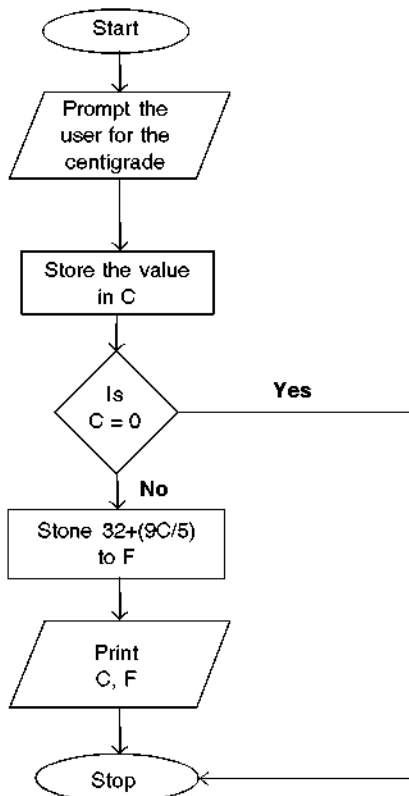 Start
Prompt the
user for the
centigrade
Store the value
in C
Is
C = 0
Yes
No
Stone 32+(9C/5)
to F
Print
C, F
Stop